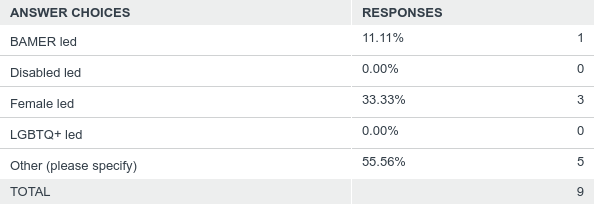 ANSWER CHOICES RESPONSES
BAMER led 11.11% 1
Disabled led 0.00% 0
Female led 33.33% 3
LGBTQ+ led 0.00% 0
Other (please specify) 55.56% 5
TOTAL 9